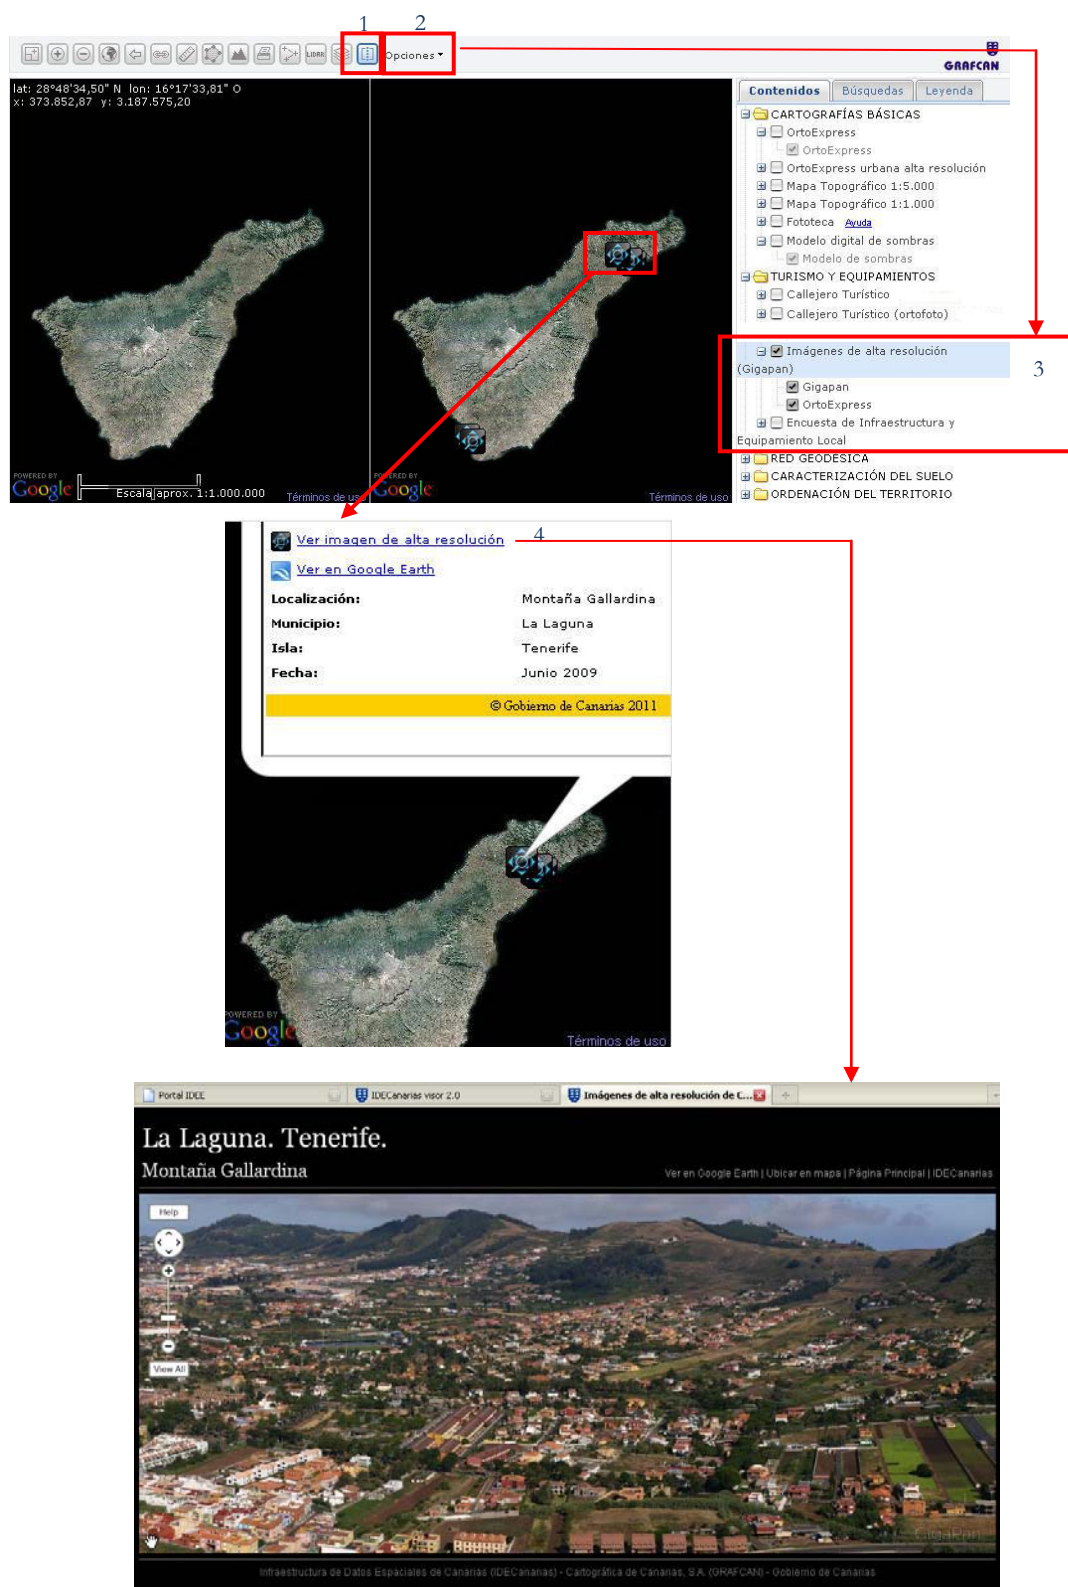 1 2
LIDAR Opciones
GRAFCAN
lat: 28°48'34,50" N lon: 16°17'33,81" O
x: 373.852,87 y: 3.187.575,20
POWERED BY
Google
Escala aprox. 1:1.000.000
Términos de uso
POWERED BY
Google
Términos de uso
Contenidos Búsquedas Leyenda
CARTOGRAFÍAS BÁSICAS
OrtoExpress
OrtoExpress
OrtoExpress urbana alta resolución
Mapa Topográfico 1:5.000
Mapa Topográfico 1:1.000
Fototeca Ayuda
Modelo digital de sombras
Modelo de sombras
TURISMO Y EQUIPAMIENTOS
Callejero Turístico
Callejero Turístico (ortofoto)
Imágenes de alta resolución
(Gigapan)
3
Gigapan
OrtoExpress
Encuesta de Infraestructura y
Equipamiento Local
RED GEODESICA
CARACTERIZACIÓN DEL SUELO
ORDENACIÓN DEL TERRITORIO
Ver imagen de alta resolución
4
Ver en Google Earth
Localización: Montaña Gallardina
Municipio: La Laguna
Isla: Tenerife
Fecha: Junio 2009
© Gobierno de Canarias 2011
POWERED BY
Google
Términos de uso
Portal IDEE IDECanarias visor 2.0 Imágenes de alta resolución de C...
La Laguna. Tenerife.
Montaña Gallardina
Ver en Google Earth | Ubicar en mapa | Página Principal | IDECanarias
Help
View All
GigaPan
Infraestructura de Datos Espaciales de Canarias (IDECanarias) - Cartográfica de Canarias, S.A. (GRAFCAN) - Gobierno de Canarias